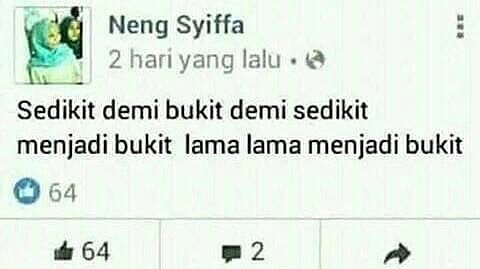 Neng Syiffa
2 hari yang lalu •
Sedikit demi bukit demi sedikit
menjadi bukit lama lama menjadi bukit
64
64 2